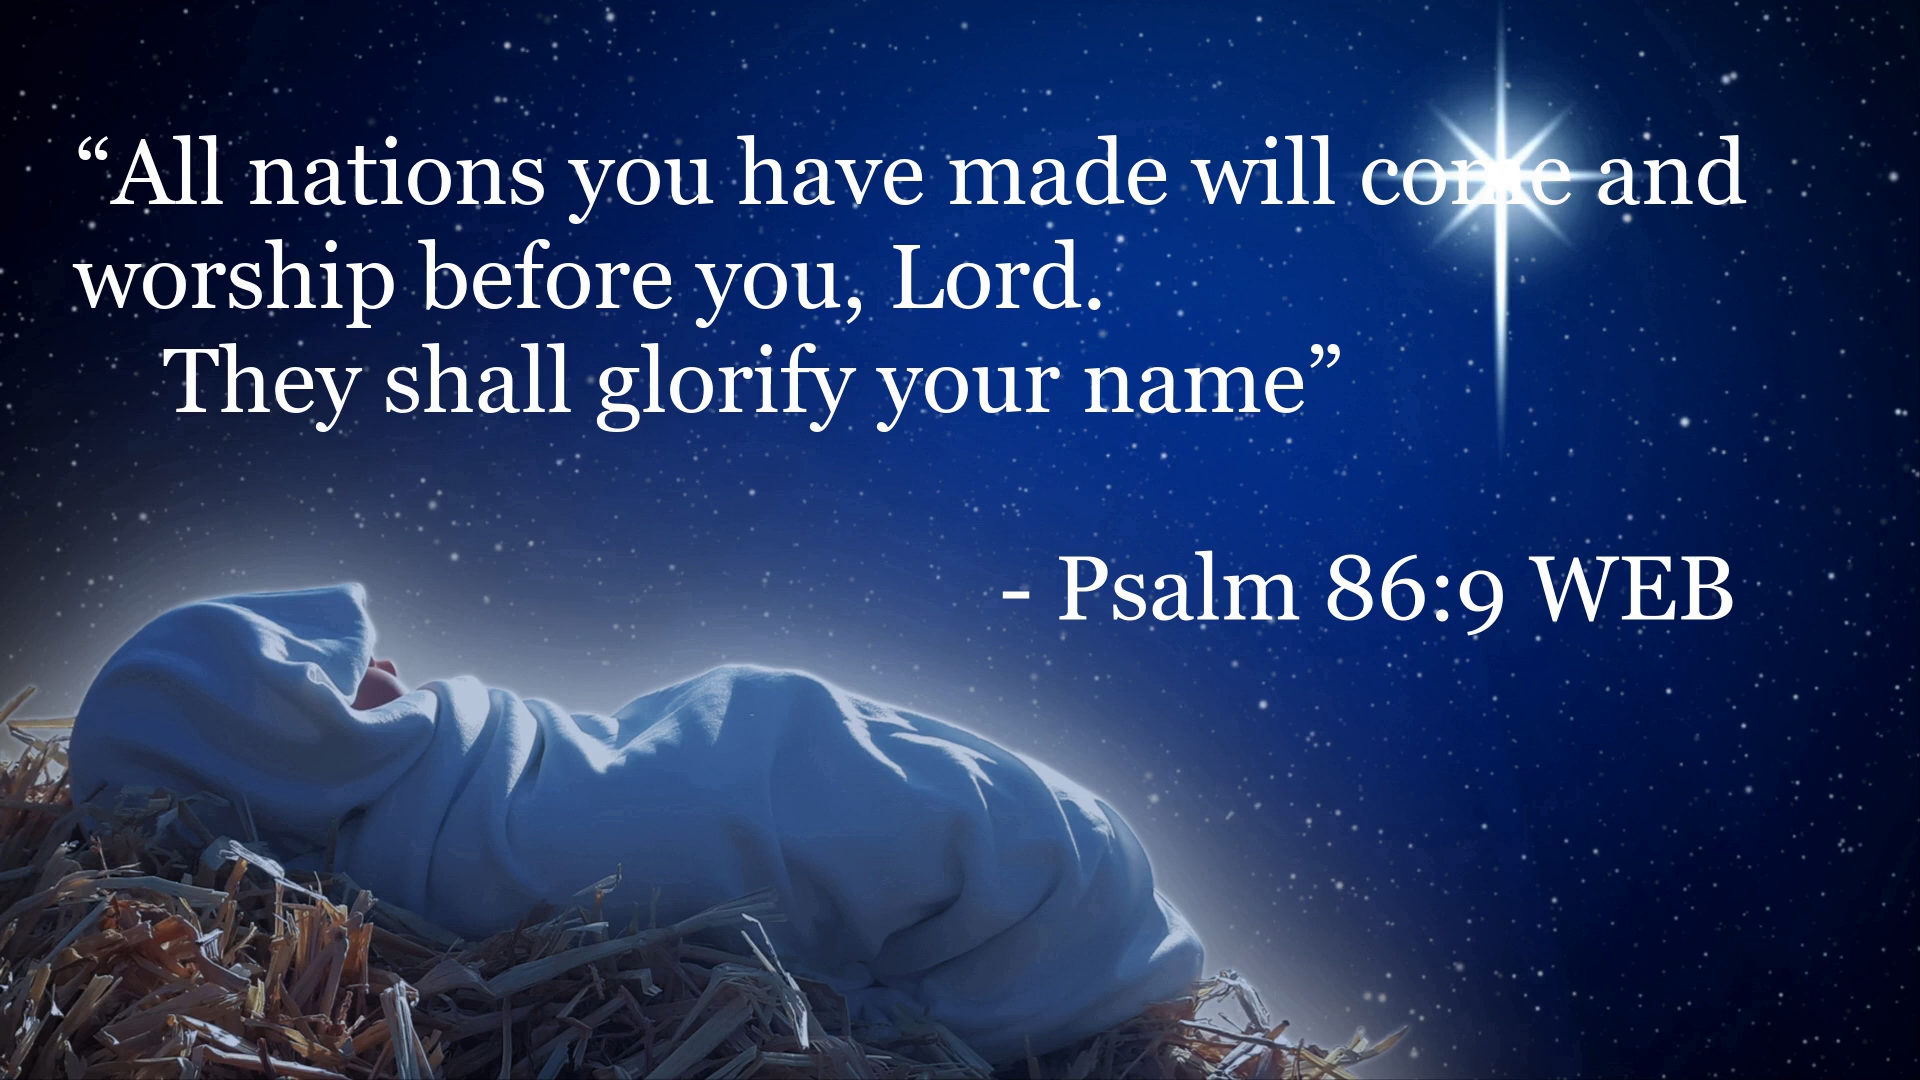 “All nations you have made will come and
worship before you, Lord.
They shall glorify your name”
- Psalm 86:9 WEB